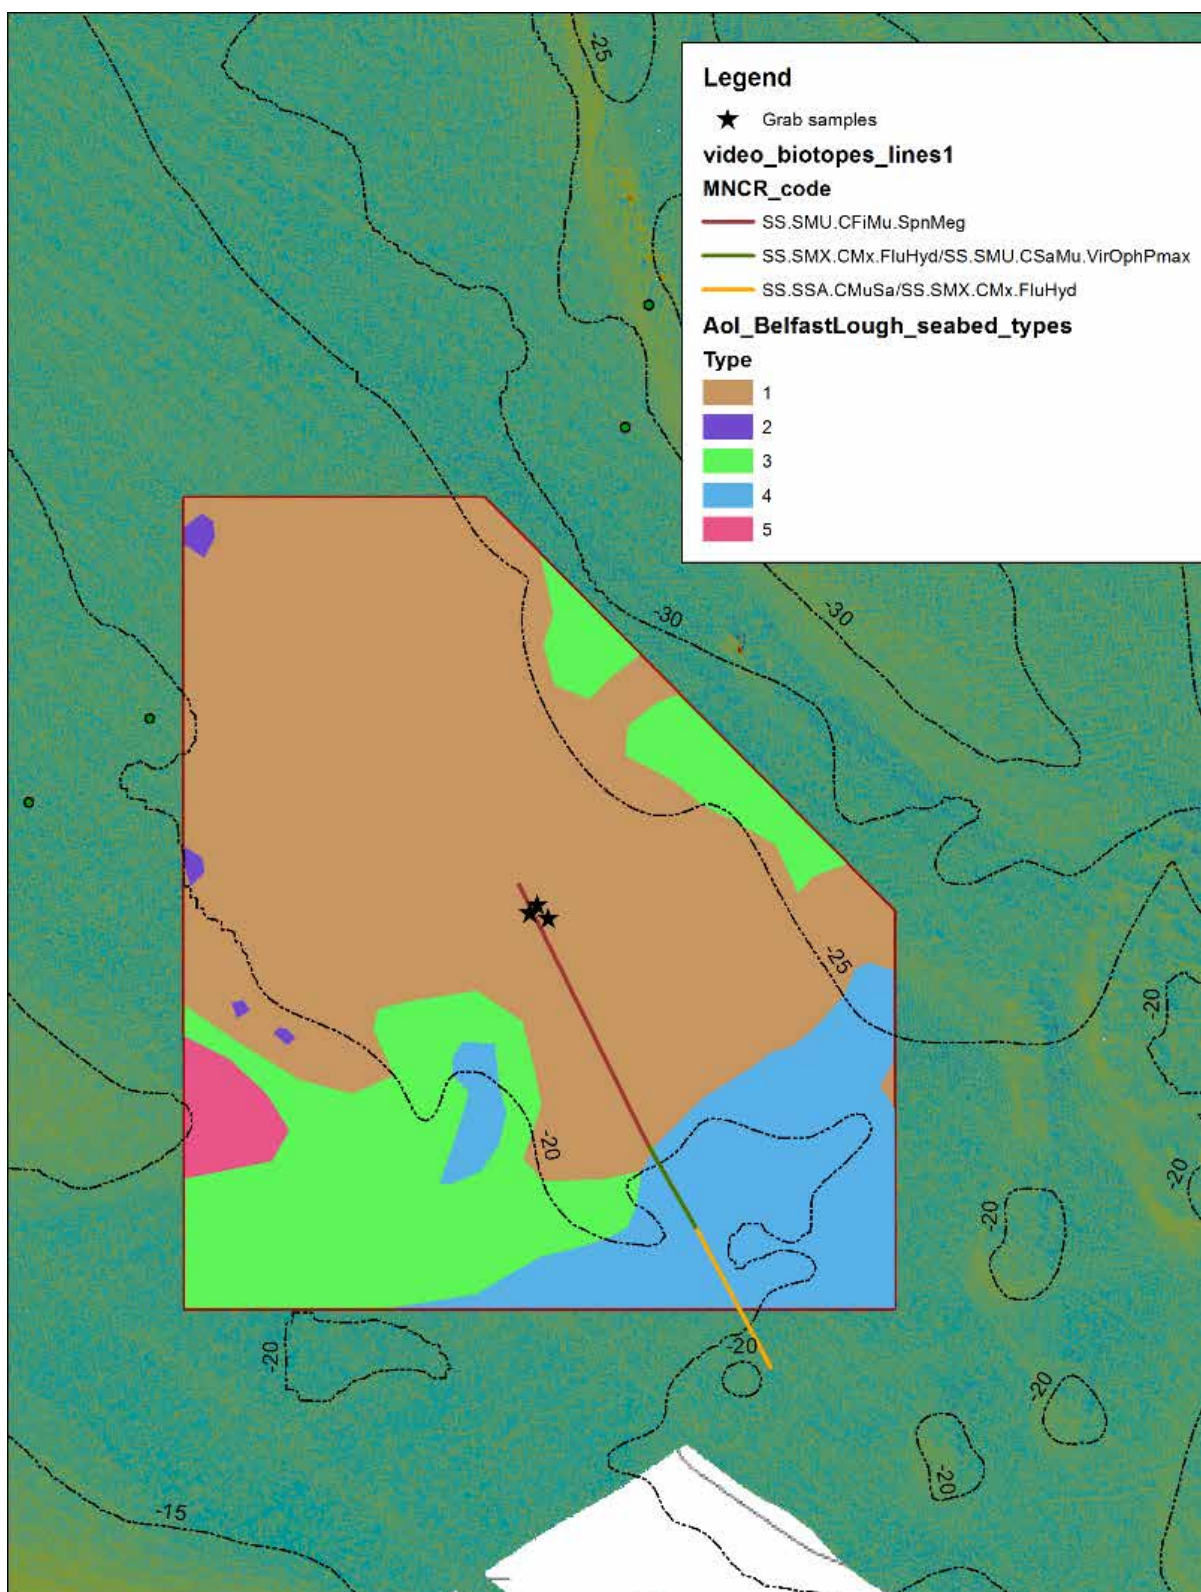 -25
Legend
Grab samples
video_biotopes_lines1
MNCR_code
SS.SMU.CFiMu.SpnMeg
SS.SMX.CMx.FluHyd/SS.SMU.CSaMu.VirOphPmax
SS.SSA.CMuSa/SS.SMX.CMx.FluHyd
AoI_BelfastLough_seabed_types
Type
1
2
3
4
5
-30
-30
-25
-20
-20
-20
-20
-20
-20
-20
-20
-15